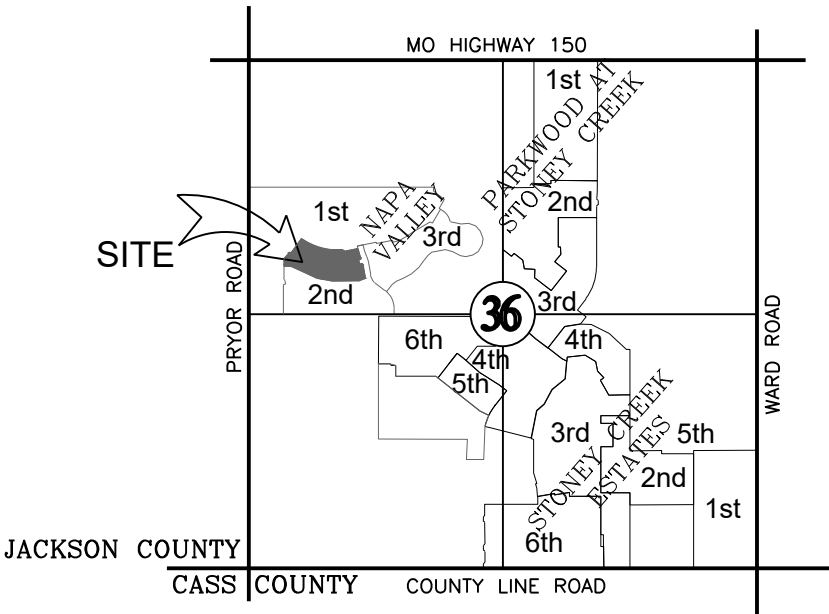 MO HIGHWAY 150
1st
PARKWOOD AT
STONEY CREEK
2nd
3rd
1st
NAPA
VALLEY
3rd
SITE
2nd
PRYOR ROAD
36
WARD ROAD
6th
4th
5th
4th
3rd
5th
STONEY CREEK
ESTATES
2nd
1st
6th
JACKSON COUNTY
CASS COUNTY
COUNTY LINE ROAD